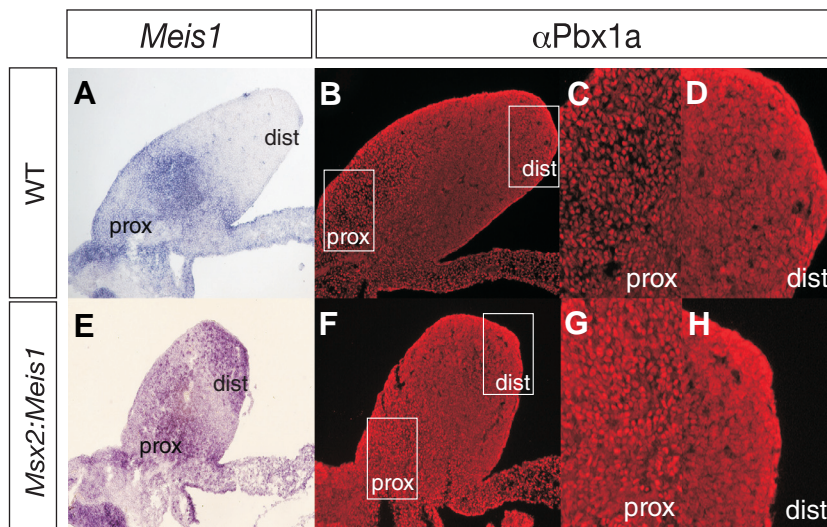 Meis1
αPbx1a
WT
A
dist
prox
B
dist
prox
C
prox
D
dist
Msx2:Meis1
E
dist
prox
F
dist
prox
G
prox
H
dist